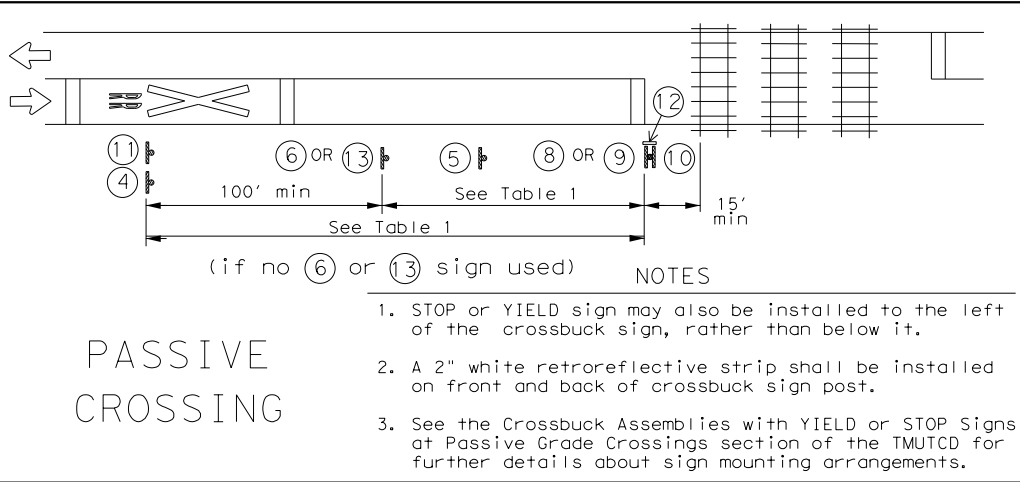 RR
12
11
6 OR 13
5
8 OR 9
10
4
100' min
See Table 1
15'
min
See Table 1
(if no 6 or 13 sign used)
NOTES
PASSIVE
CROSSING
1. STOP or YIELD sign may also be installed to the left
of the crossbuck sign, rather than below it.
2. A 2" white retroreflective strip shall be installed
on front and back of crossbuck sign post.
3. See the Crossbuck Assemblies with YIELD or STOP Signs
at Passive Grade Crossings section of the TMUTCD for
further details about sign mounting arrangements.